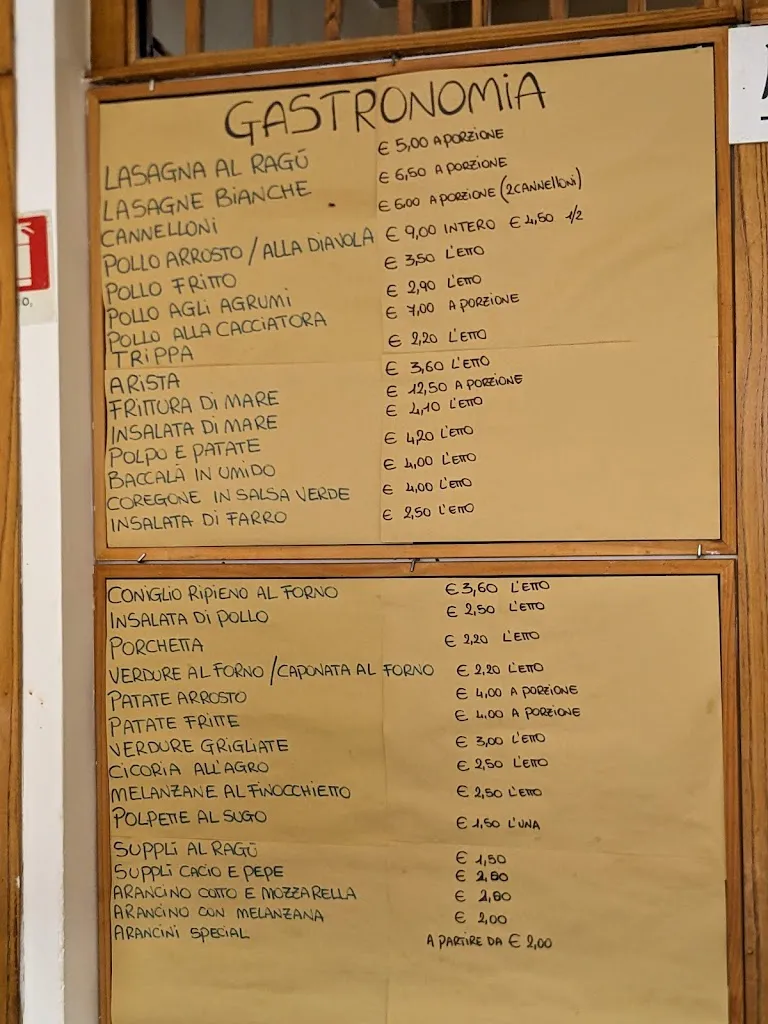 GASTRONOMIA
LASAGNA AL RAGÙ € 5,00 A PORZIONE
LASAGNE BIANCHE € 6,50 A PORZIONE
CANNELLONI € 6,00 A PORZIONE (2 CANNELLONI)
POLLO ARROSTO / ALLA DIAVOLA € 9,00 INTERO € 4,50 1/2
POLLO FRITTO € 3,50 L'ETTO
POLLO AGLI AGRUMI € 2,90 L'ETTO
POLLO ALLA CACCIATORA € 7,00 A PORZIONE
TRIPPA € 2,20 L'ETTO
ARISTA € 3,60 L'ETTO
FRITTURA DI MARE € 12,50 A PORZIONE
INSALATA DI MARE € 4,10 L'ETTO
POLPO E PATATE € 4,20 L'ETTO
BACCALÀ IN UMIDO € 4,00 L'ETTO
COREGONE IN SALSA VERDE € 4,00 L'ETTO
INSALATA DI FARRO € 2,50 L'ETTO
CONIGLIO RIPIENO AL FORNO € 3,60 L'ETTO
INSALATA DI POLLO € 2,50 L'ETTO
PORCHETTA € 2,20 L'ETTO
VERDURE AL FORNO / CAPONATA AL FORNO € 2,20 L'ETTO
PATATE ARROSTO € 4,00 A PORZIONE
PATATE FRITTE € 4,00 A PORZIONE
VERDURE GRIGLIATE € 3,00 L'ETTO
CICORIA ALL'AGRO € 2,50 L'ETTO
MELANZANE AL FINOCCHIETTO € 2,50 L'ETTO
POLPETTE AL SUGO € 1,50 L'UNA
SUPPLÌ AL RAGÙ € 1,50
SUPPLÌ CACIO E PEPE €
ARANCINO COTTO E MOZZARELLA €
ARANCINO CON MELANZANA € 2,00
ARANCINI SPECIAL A PARTIRE DA € 2,00